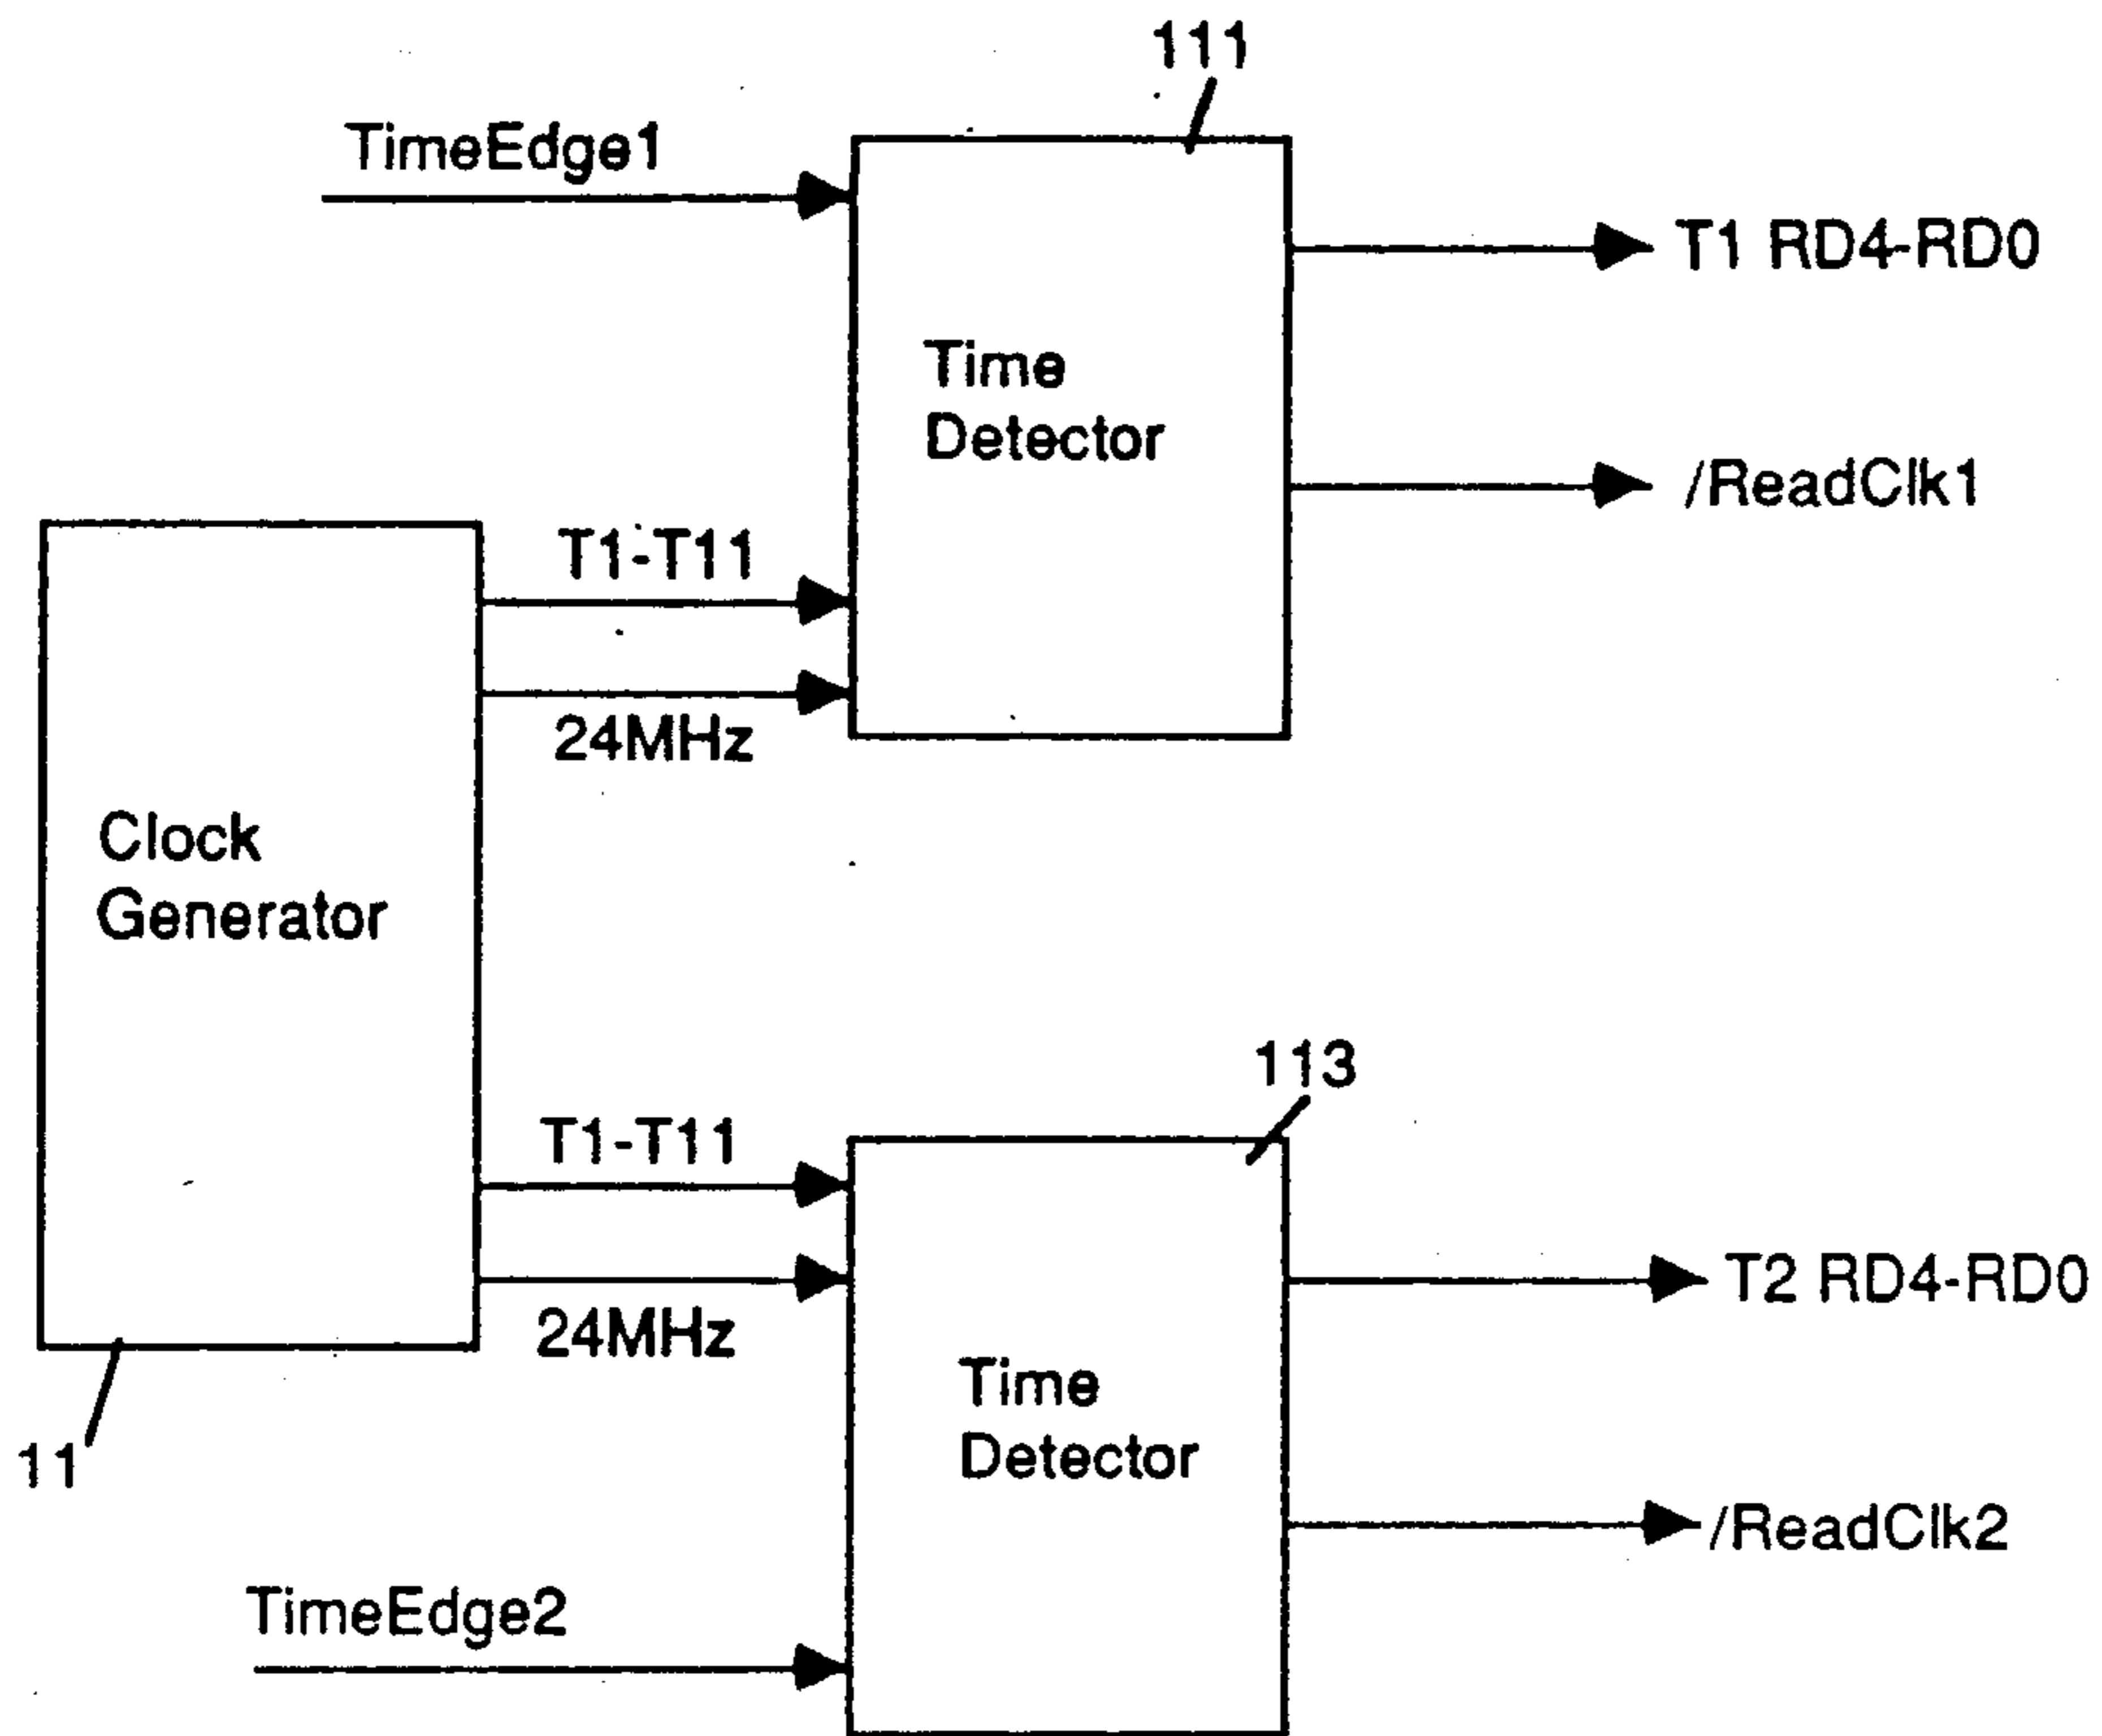 111
TimeEdge1
T1 RD4-RD0
Time
Detector
/ReadClk1
T1-T11
24MHz
Clock
Generator
113
T1-T11
T2 RD4-RD0
24MHz
Time
Detector
11
/ReadClk2
TimeEdge2